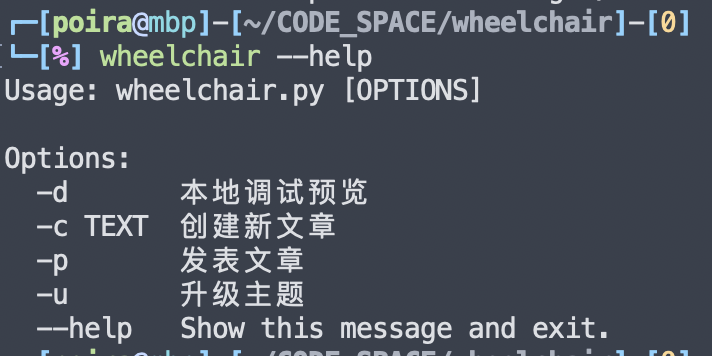 ┌─[poira@mbp]-[~/CODE_SPACE/wheelchair]-[0]
└─[%] wheelchair --help
Usage: wheelchair.py [OPTIONS]

Options:
  -d       本地调试预览
  -c TEXT  创建新文章
  -p       发表文章
  -u       升级主题
  --help   Show this message and exit.